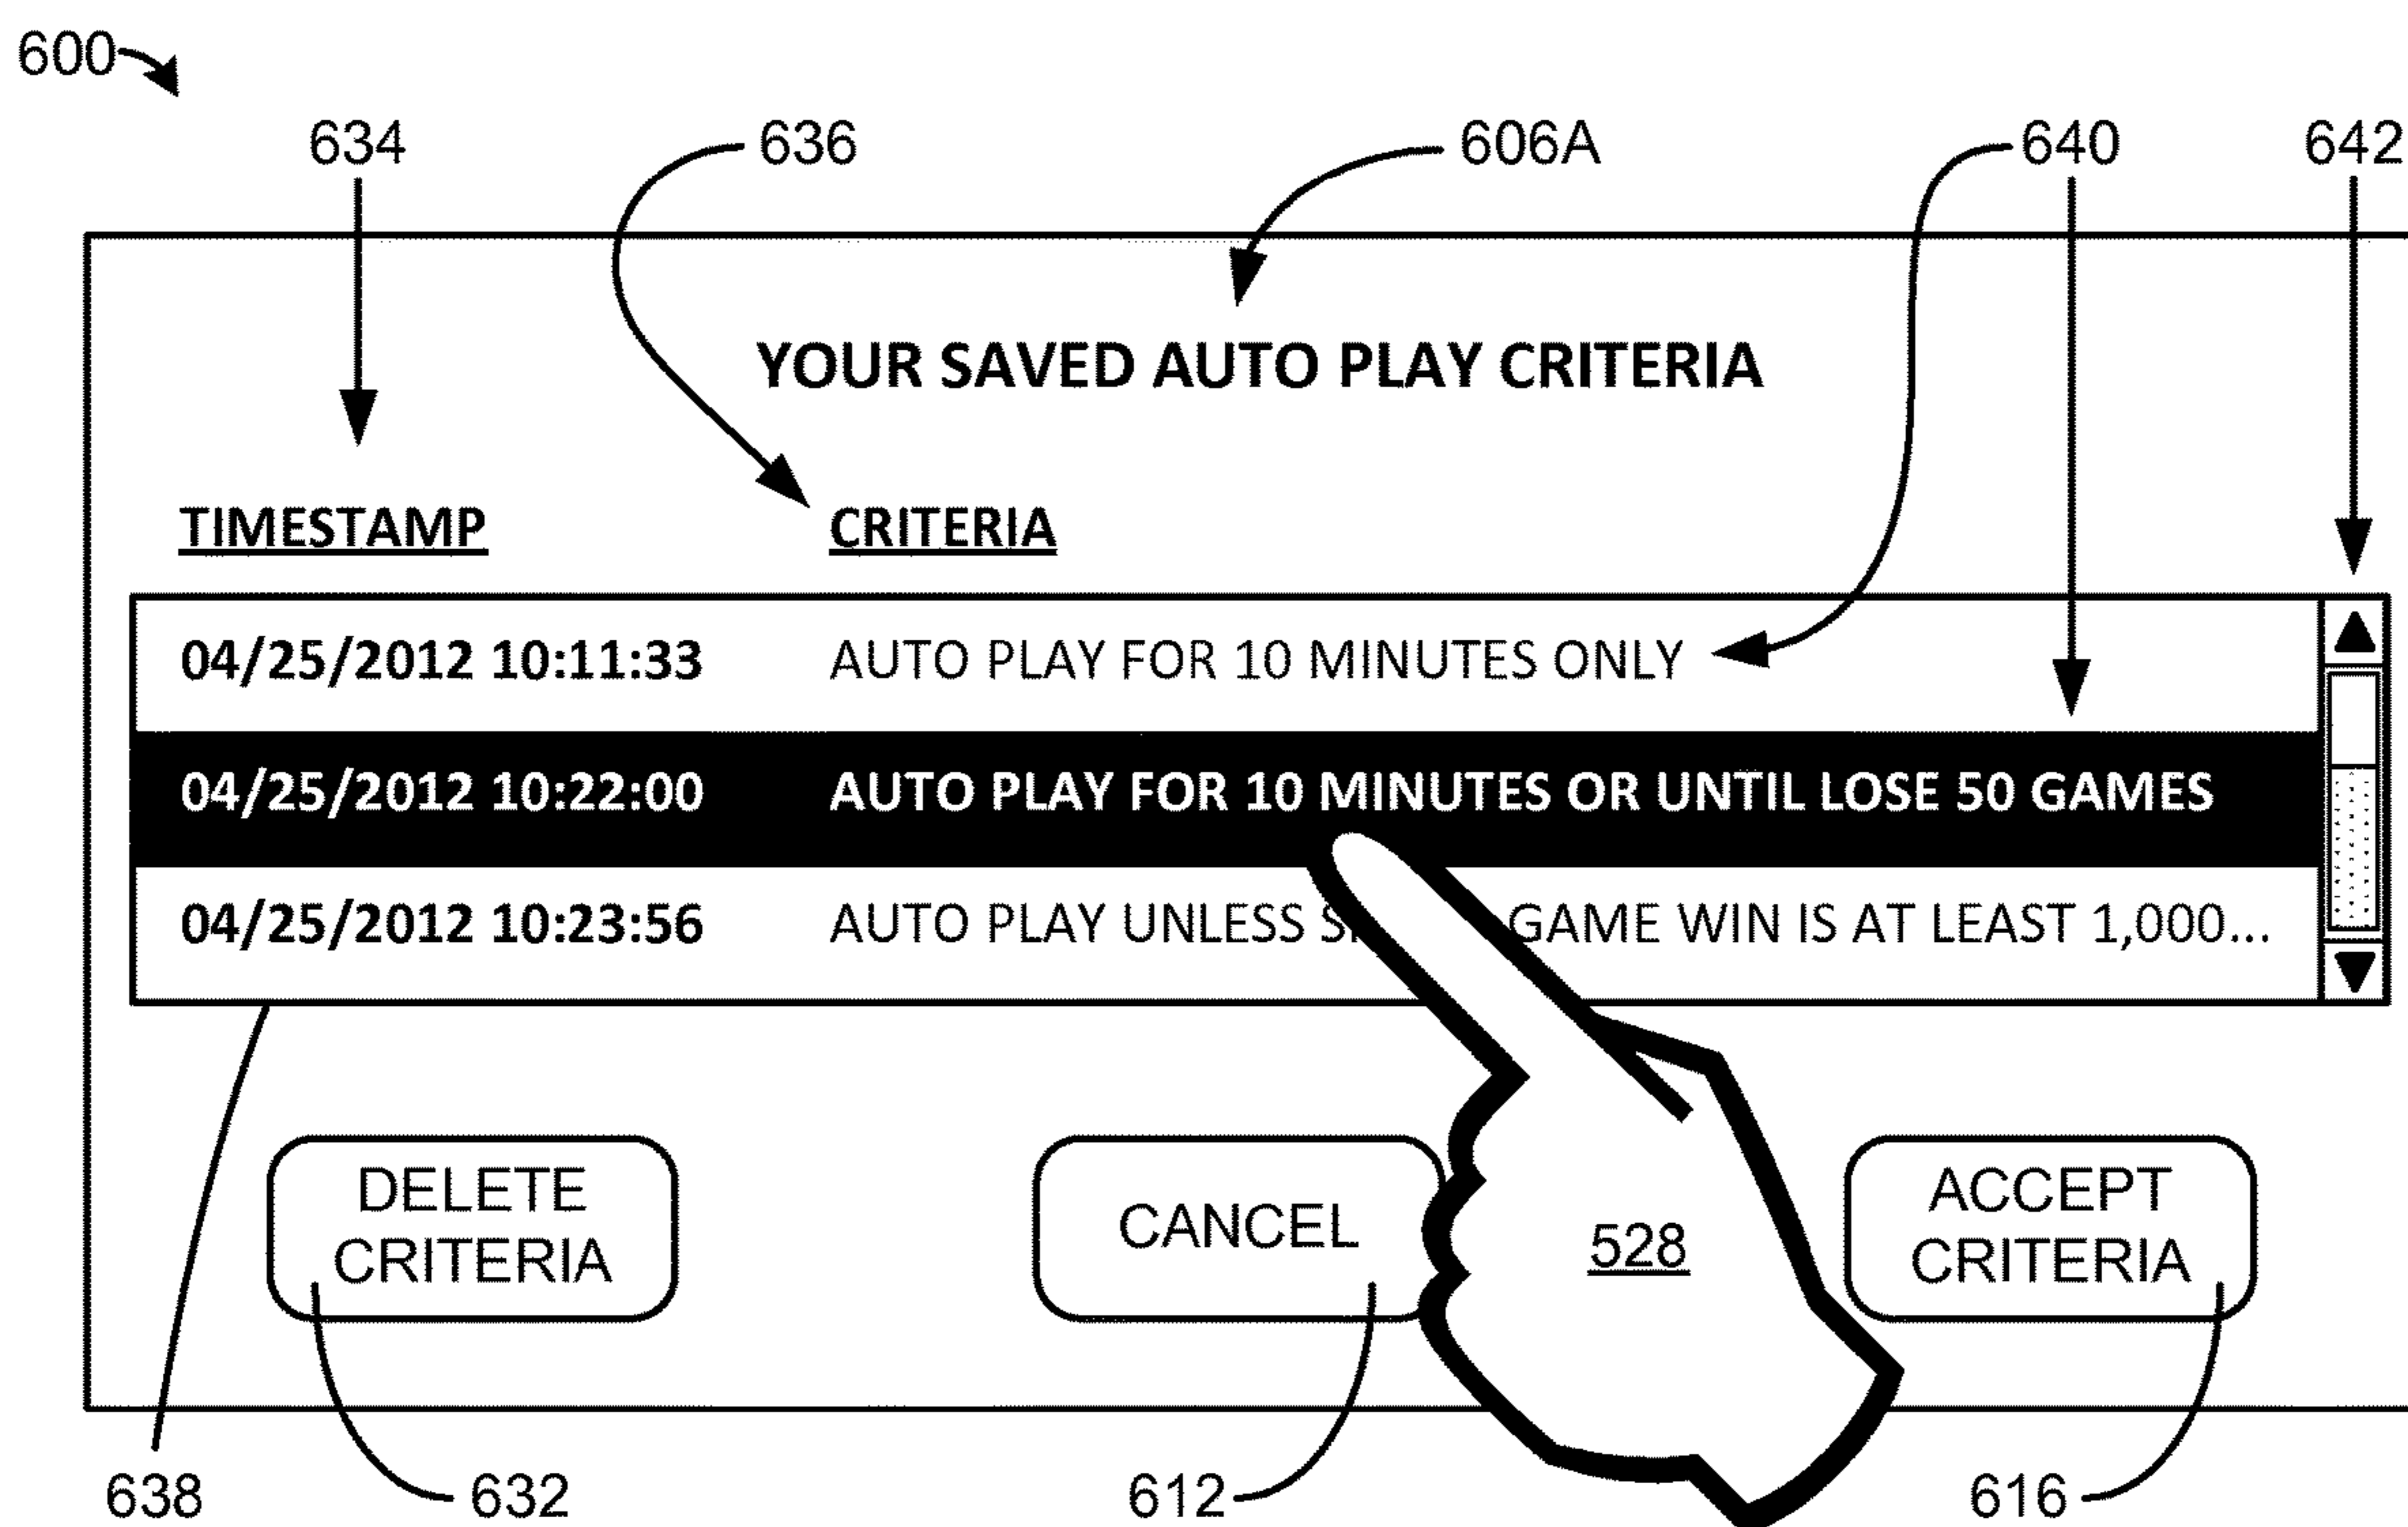 600
634 636 606A 640 642
YOUR SAVED AUTO PLAY CRITERIA
TIMESTAMP CRITERIA
04/25/2012 10:11:33 AUTO PLAY FOR 10 MINUTES ONLY
04/25/2012 10:22:00 AUTO PLAY FOR 10 MINUTES OR UNTIL LOSE 50 GAMES
04/25/2012 10:23:56 AUTO PLAY UNLESS GAME WIN IS AT LEAST 1,000...
DELETE
CRITERIA
CANCEL
528
ACCEPT
CRITERIA
638 632 612 616